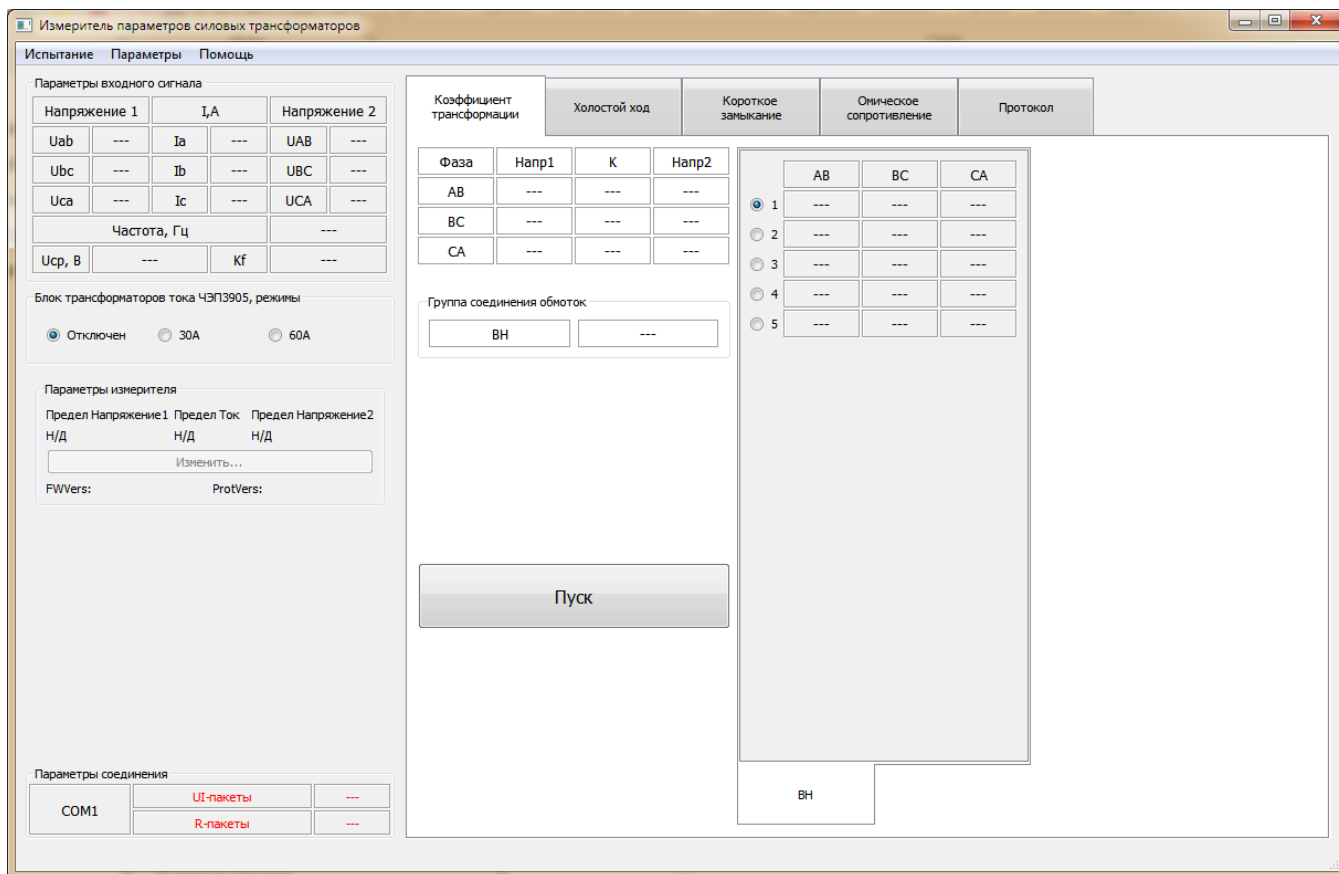 Измеритель параметров силовых трансформаторов
Испытание Параметры Помощь
Параметры входного сигнала
Напряжение 1 I,A Напряжение 2
Uab --- Ia --- UAB ---
Ubc --- Ib --- UBC ---
Uca --- Ic --- UCA ---
Частота, Гц ---
Uср, В --- Kf ---
Блок трансформаторов тока ЧЭП3905, режимы
Отключен 30А 60А
Параметры измерителя
Предел Напряжение1 Предел Ток Предел Напряжение2
Н/Д Н/Д Н/Д
Изменить...
FWVers: ProtVers:
Параметры соединения
COM1
UI-пакеты ---
R-пакеты ---
Коэффициент трансформации
Холостой ход
Короткое замыкание
Омическое сопротивление
Протокол
Фаза Напр1 К Напр2
AB --- --- ---
BC --- --- ---
CA --- --- ---
Группа соединения обмоток
ВН ---
Пуск
AB BC CA
1 --- --- ---
2 --- --- ---
3 --- --- ---
4 --- --- ---
5 --- --- ---
ВН